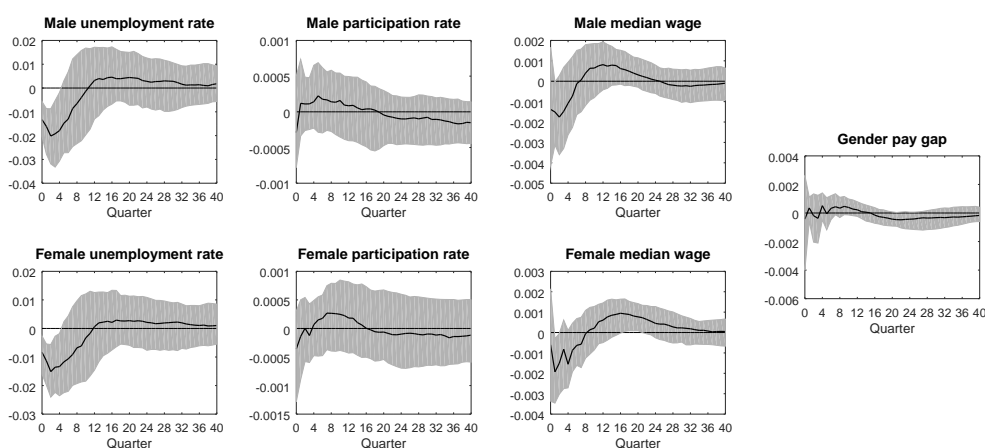 Male unemployment rate
0.02
0.01
0
-0.01
-0.02
-0.03
-0.04
0 4 8 12 16 20 24 28 32 36 40
Quarter
Male participation rate
0.001
0.0005
0
-0.0005
-0.001
0 4 8 12 16 20 24 28 32 36 40
Quarter
Male median wage
0.002
0.001
0
-0.001
-0.002
-0.003
-0.004
-0.005
0 4 8 12 16 20 24 28 32 36 40
Quarter
Gender pay gap
0.004
0.002
0
-0.002
-0.004
-0.006
0 4 8 12 16 20 24 28 32 36 40
Quarter
Female unemployment rate
0.02
0.01
0
-0.01
-0.02
-0.03
0 4 8 12 16 20 24 28 32 36 40
Quarter
Female participation rate
0.001
0.0005
0
-0.0005
-0.001
-0.0015
0 4 8 12 16 20 24 28 32 36 40
Quarter
Female median wage
0.003
0.002
0.001
0
-0.001
-0.002
-0.003
-0.004
0 4 8 12 16 20 24 28 32 36 40
Quarter